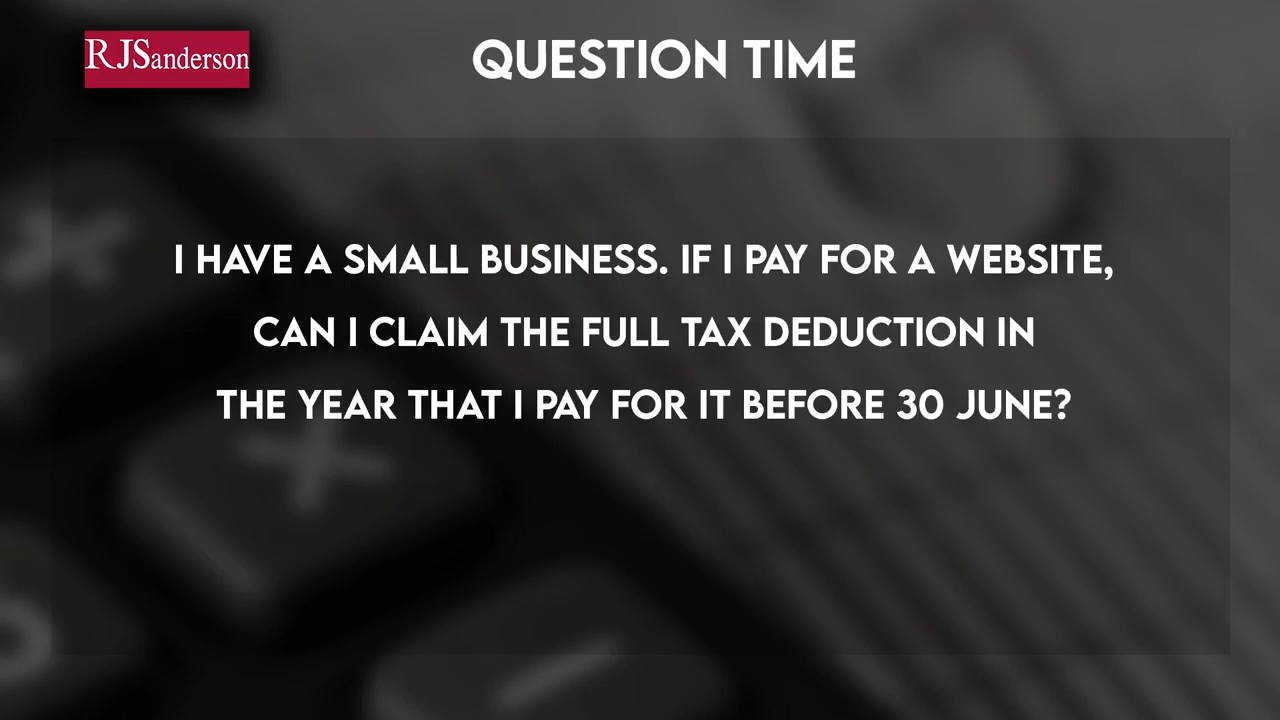 RJSanderson
QUESTION TIME
I HAVE A SMALL BUSINESS. IF I PAY FOR A WEBSITE,
CAN I CLAIM THE FULL TAX DEDUCTION IN
THE YEAR THAT I PAY FOR IT BEFORE 30 JUNE?